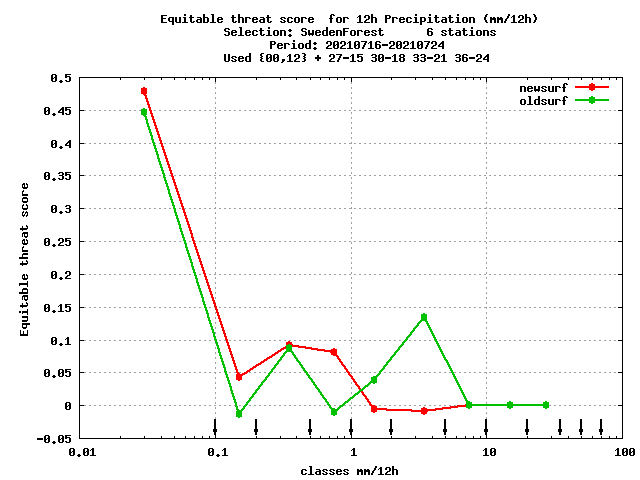 Equitable threat score  for 12h Precipitation (mm/12h)
Selection: SwedenForest      6 stations
Period: 20210716-20210724
Used {00,12} + 27-15 30-18 33-21 36-24
newsurf
oldsurf
Equitable threat score
0.5
0.45
0.4
0.35
0.3
0.25
0.2
0.15
0.1
0.05
0
-0.05
0.01 0.1 1 10 100
classes mm/12h